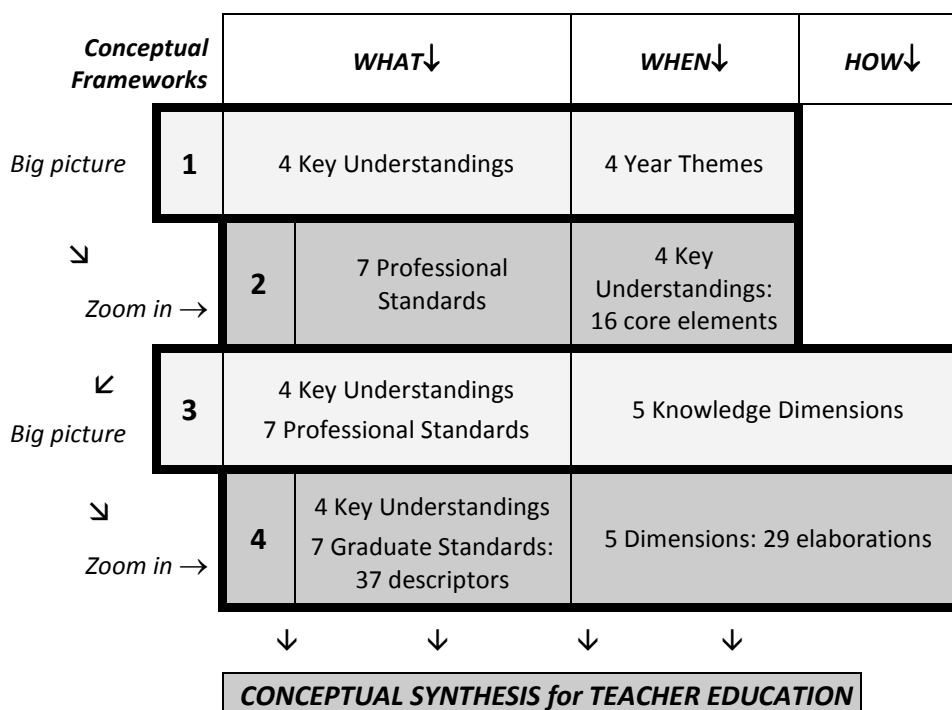 Conceptual
Frameworks
WHAT↓
WHEN↓
HOW↓
Big picture
1
4 Key Understandings
4 Year Themes
↘
Zoom in →
2
7 Professional
Standards
4 Key
Understandings:
16 core elements
↙
Big picture
3
4 Key Understandings
7 Professional Standards
5 Knowledge Dimensions
↘
Zoom in →
4
4 Key Understandings
7 Graduate Standards:
37 descriptors
5 Dimensions: 29 elaborations
↓ ↓ ↓ ↓
CONCEPTUAL SYNTHESIS for TEACHER EDUCATION